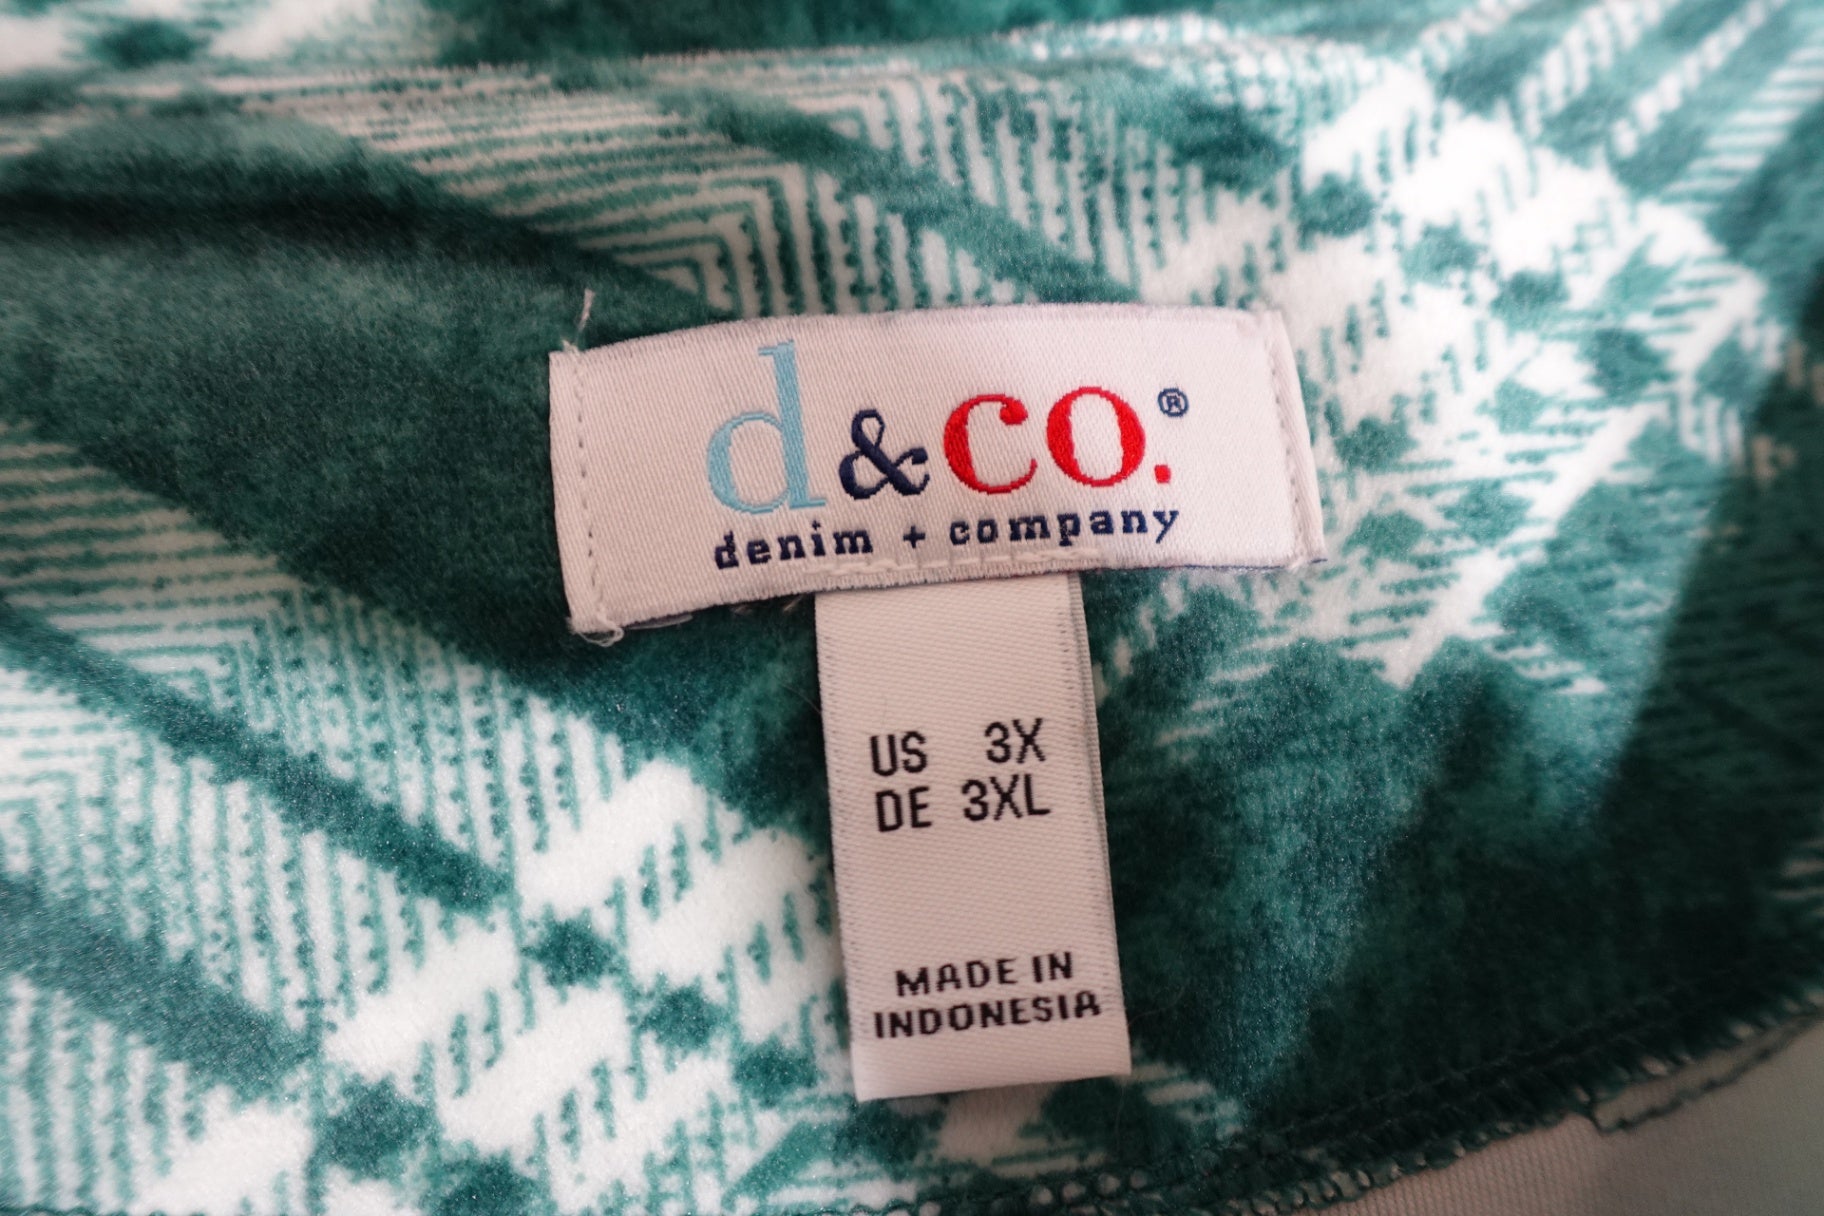 d&co.®
denim + company
US 3X
DE 3XL
MADE IN
INDONESIA